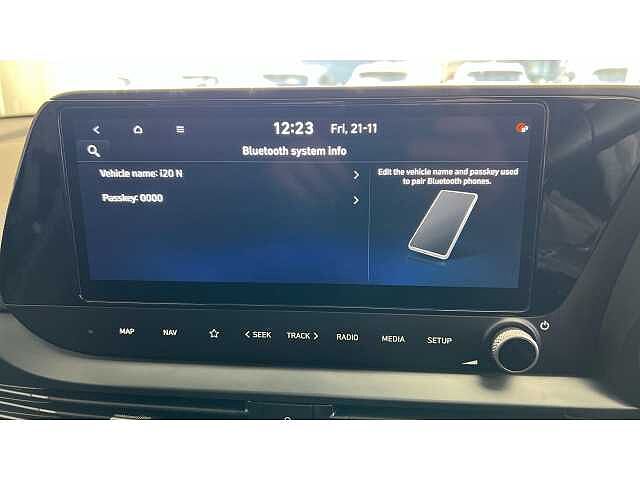 12:23 Fri, 21-11
Bluetooth system info
Vehicle name: i20 N
Passkey: 0000
Edit the vehicle name and passkey used
to pair Bluetooth phones.
MAP NAV SEEK TRACK RADIO MEDIA SETUP